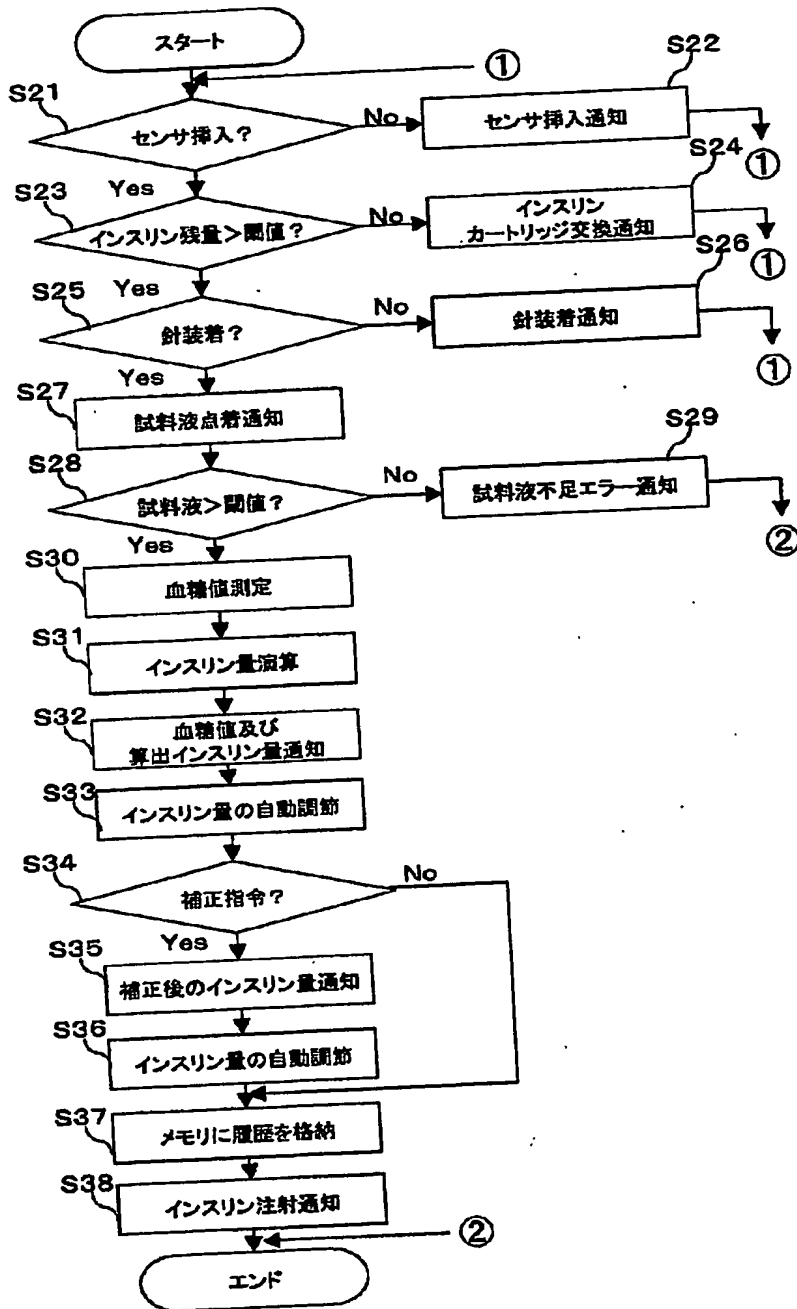 スタート
①
S21
センサ挿入?
No
S22
センサ挿入通知
①
Yes
S23
インスリン残量>閾値?
No
S24
インスリン
カートリッジ交換通知
①
Yes
S25
針装着?
No
S26
針装着通知
①
Yes
S27
試料液点着通知
S28
試料液>閾値?
No
S29
試料液不足エラー通知
②
Yes
S30
血糖値測定
S31
インスリン量演算
S32
血糖値及び
算出インスリン量通知
S33
インスリン量の自動調節
S34
補正指令?
No
Yes
S35
補正後のインスリン量通知
S36
インスリン量の自動調節
S37
メモリに履歴を格納
S38
インスリン注射通知
②
エンド